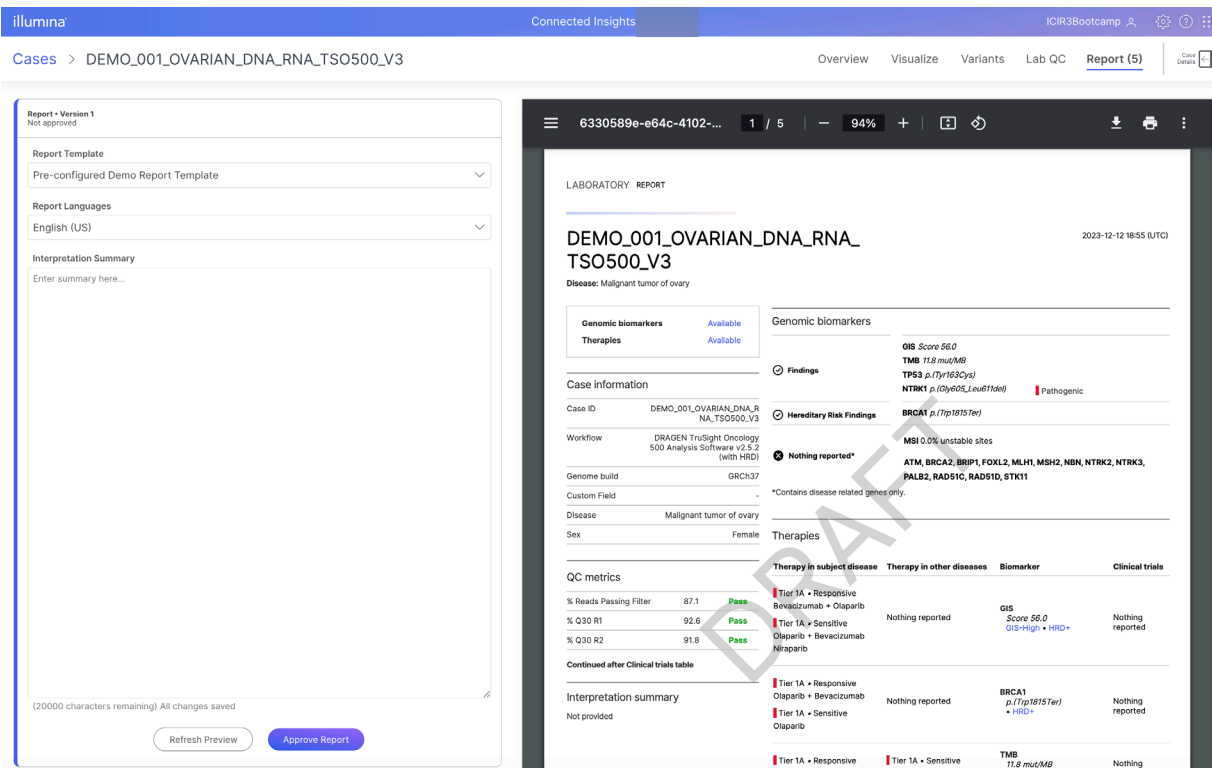 illumina
Connected Insights
ICIR3Bootcamp
Cases > DEMO_001_OVARIAN_DNA_RNA_TSO500_V3
Overview Visualize Variants Lab QC Report (5) Case Details
Report • Version 1
Not approved
Report Template
Pre-configured Demo Report Template
Report Languages
English (US)
Interpretation Summary
Enter summary here...
(20000 characters remaining) All changes saved
Refresh Preview Approve Report
6330589e-e64c-4102-... 1 / 5 94%
LABORATORY REPORT
DEMO_001_OVARIAN_DNA_RNA_
TSO500_V3
2023-12-12 18:55 (UTC)
Disease: Malignant tumor of ovary
Genomic biomarkers Available
Therapies Available
Case information
Case ID DEMO_001_OVARIAN_DNA_R
NA_TSO500_V3
Workflow DRAGEN TruSight Oncology
500 Analysis Software v2.5.2
(with HRD)
Genome build GRCh37
Custom Field -
Disease Malignant tumor of ovary
Sex Female
QC metrics
% Reads Passing Filter 87.1 Pass
% Q30 R1 92.6 Pass
% Q30 R2 91.8 Pass
Continued after Clinical trials table
Interpretation summary
Not provided
Genomic biomarkers
Findings
GIS Score 56.0
TMB 11.8 mut/MB
TP53 p.(Tyr163Cys)
NTRK1 p.(Gly605_Leu611del) Pathogenic
Hereditary Risk Findings BRCA1 p.(Trp1815Ter)
Nothing reported*
MSI 0.0% unstable sites
ATM, BRCA2, BRIP1, FOXL2, MLH1, MSH2, NBN, NTRK2, NTRK3,
PALB2, RAD51C, RAD51D, STK11
*Contains disease related genes only.
Therapies
Therapy in subject disease Therapy in other diseases Biomarker Clinical trials
Tier 1A • Responsive
Bevacizumab + Olaparib
Tier 1A • Sensitive
Olaparib + Bevacizumab
Niraparib
Nothing reported
GIS
Score 56.0
GIS-High • HRD+
Nothing
reported
Tier 1A • Responsive
Olaparib + Bevacizumab
Tier 1A • Sensitive
Olaparib
Nothing reported
BRCA1
p.(Trp1815Ter)
• HRD+
Nothing
reported
Tier 1A • Responsive
Tier 1A • Sensitive
TMB
11.8 mut/MB
Nothing
DRAFT